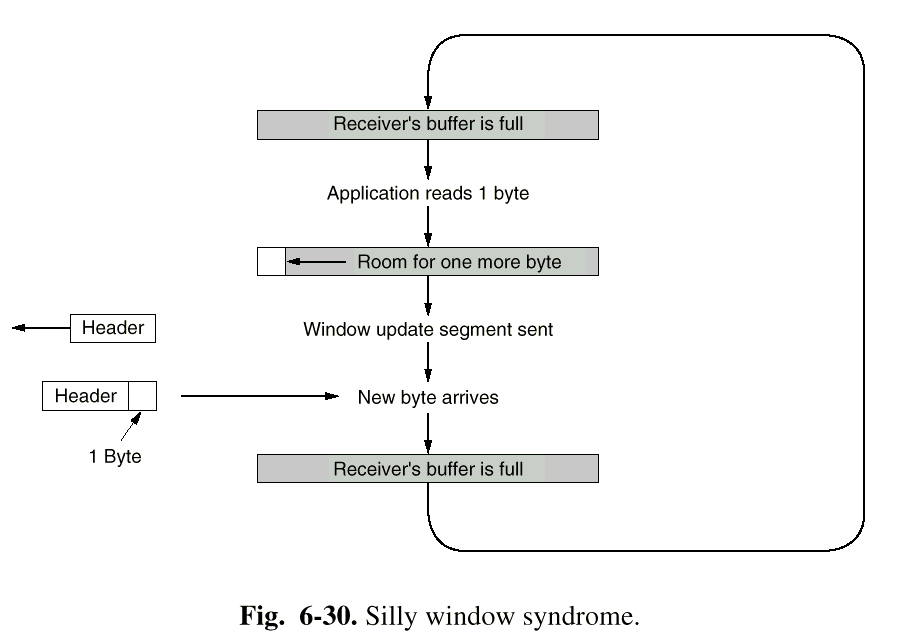 Receiver's buffer is full
Application reads 1 byte
Room for one more byte
Window update segment sent
Header
Header
New byte arrives
1 Byte
Receiver's buffer is full
Fig. 6-30. Silly window syndrome.